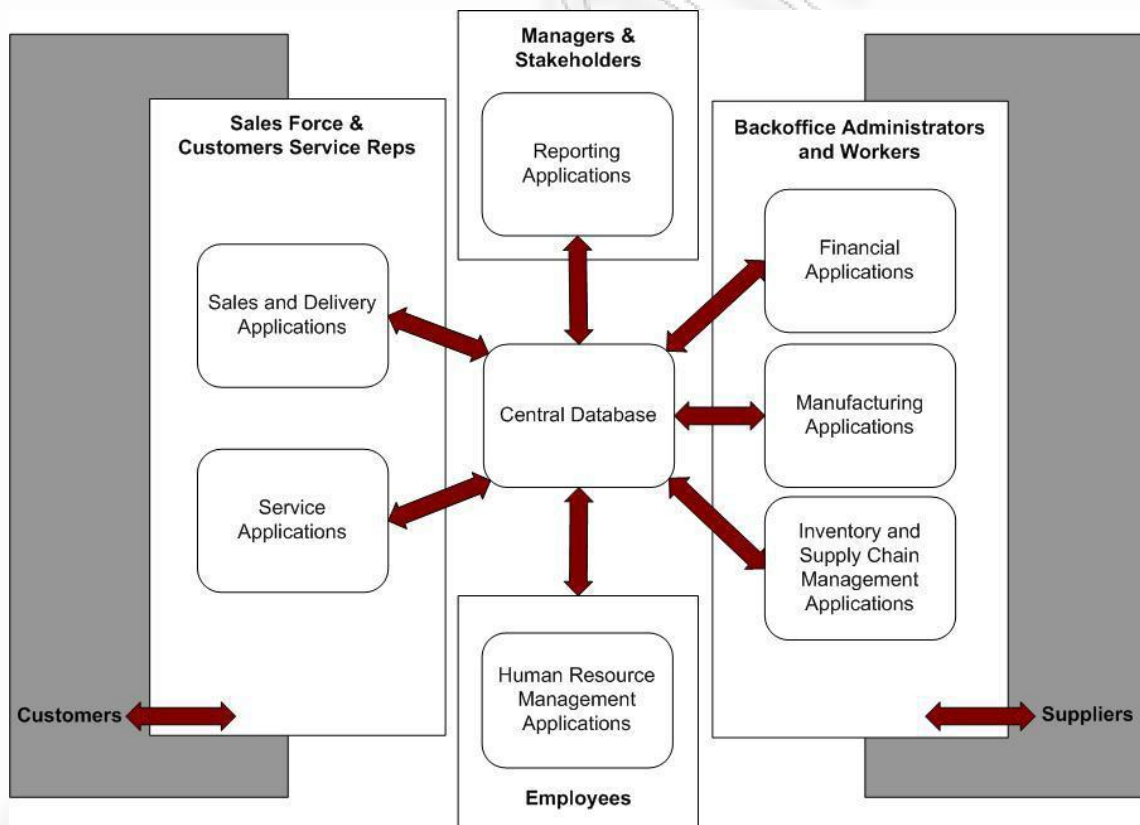 Managers &
Stakeholders
Reporting
Applications
Sales Force &
Customers Service Reps
Sales and Delivery
Applications
Service
Applications
Customers
Central Database
Backoffice Administrators
and Workers
Financial
Applications
Manufacturing
Applications
Inventory and
Supply Chain
Management
Applications
Suppliers
Human Resource
Management
Applications
Employees